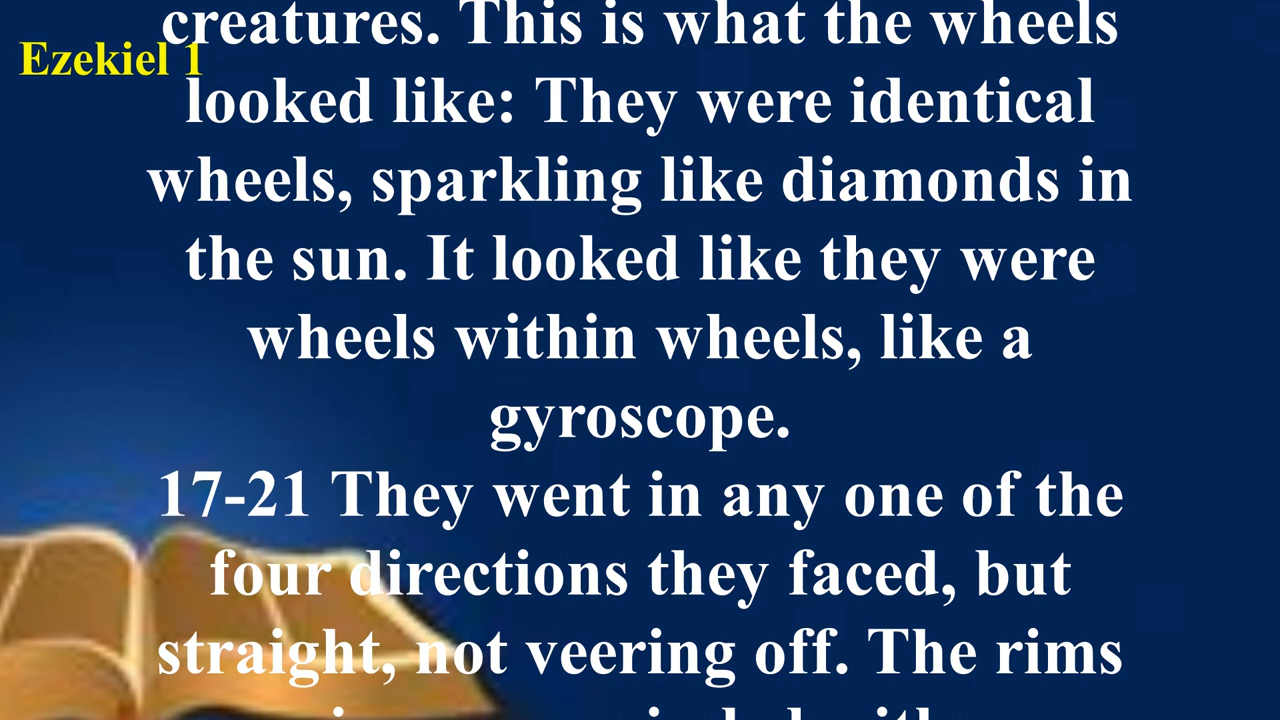 creatures. This is what the wheels
Ezekiel 1
looked like: They were identical
wheels, sparkling like diamonds in
the sun. It looked like they were
wheels within wheels, like a
gyroscope.
17-21 They went in any one of the
four directions they faced, but
straight, not veering off. The rims